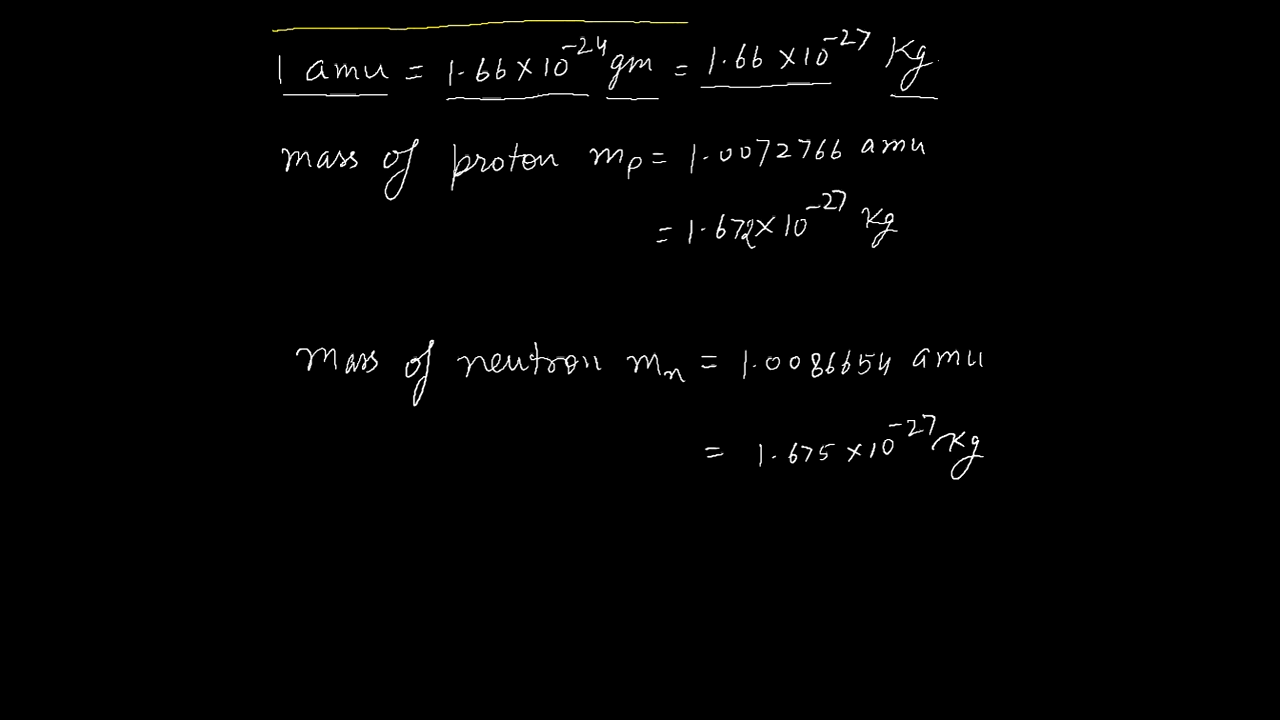 1 amu = 1.66 × 10⁻²⁴ gm = 1.66 × 10⁻²⁷ Kg.
mass of proton mₚ = 1.0072766 amu
= 1.672 × 10⁻²⁷ Kg
Mass of neutron mₙ = 1.0086654 amu
= 1.675 × 10⁻²⁷ Kg